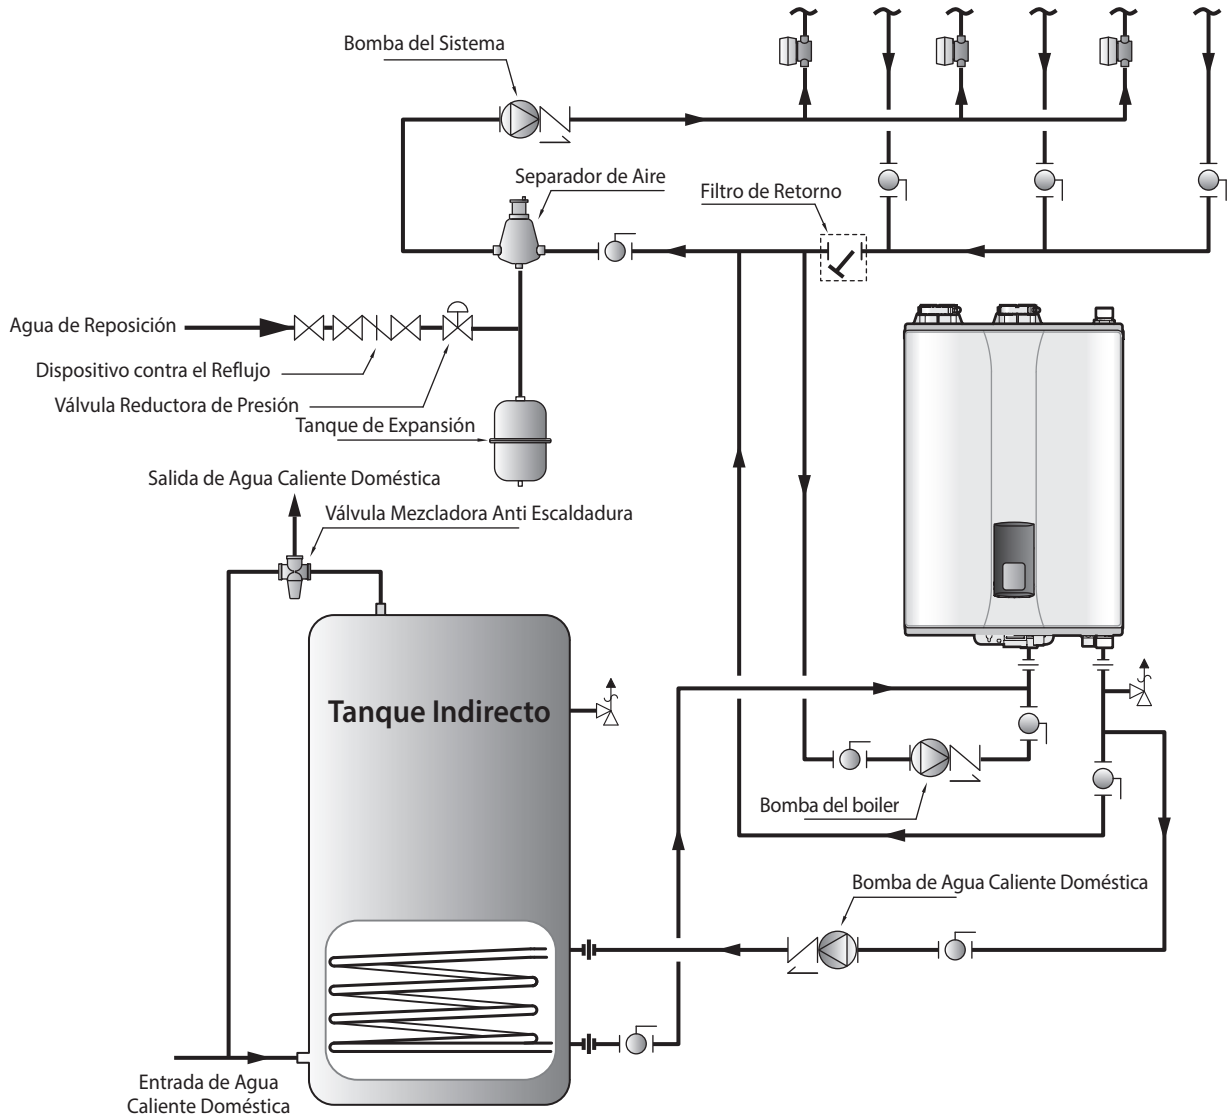 Bomba del Sistema
Separador de Aire
Filtro de Retorno
Agua de Reposición
Dispositivo contra el Reflujo
Válvula Reductora de Presión
Tanque de Expansión
Salida de Agua Caliente Doméstica
Válvula Mezcladora Anti Escaldadura
Tanque Indirecto
Bomba del boiler
Bomba de Agua Caliente Doméstica
Entrada de Agua
Caliente Doméstica